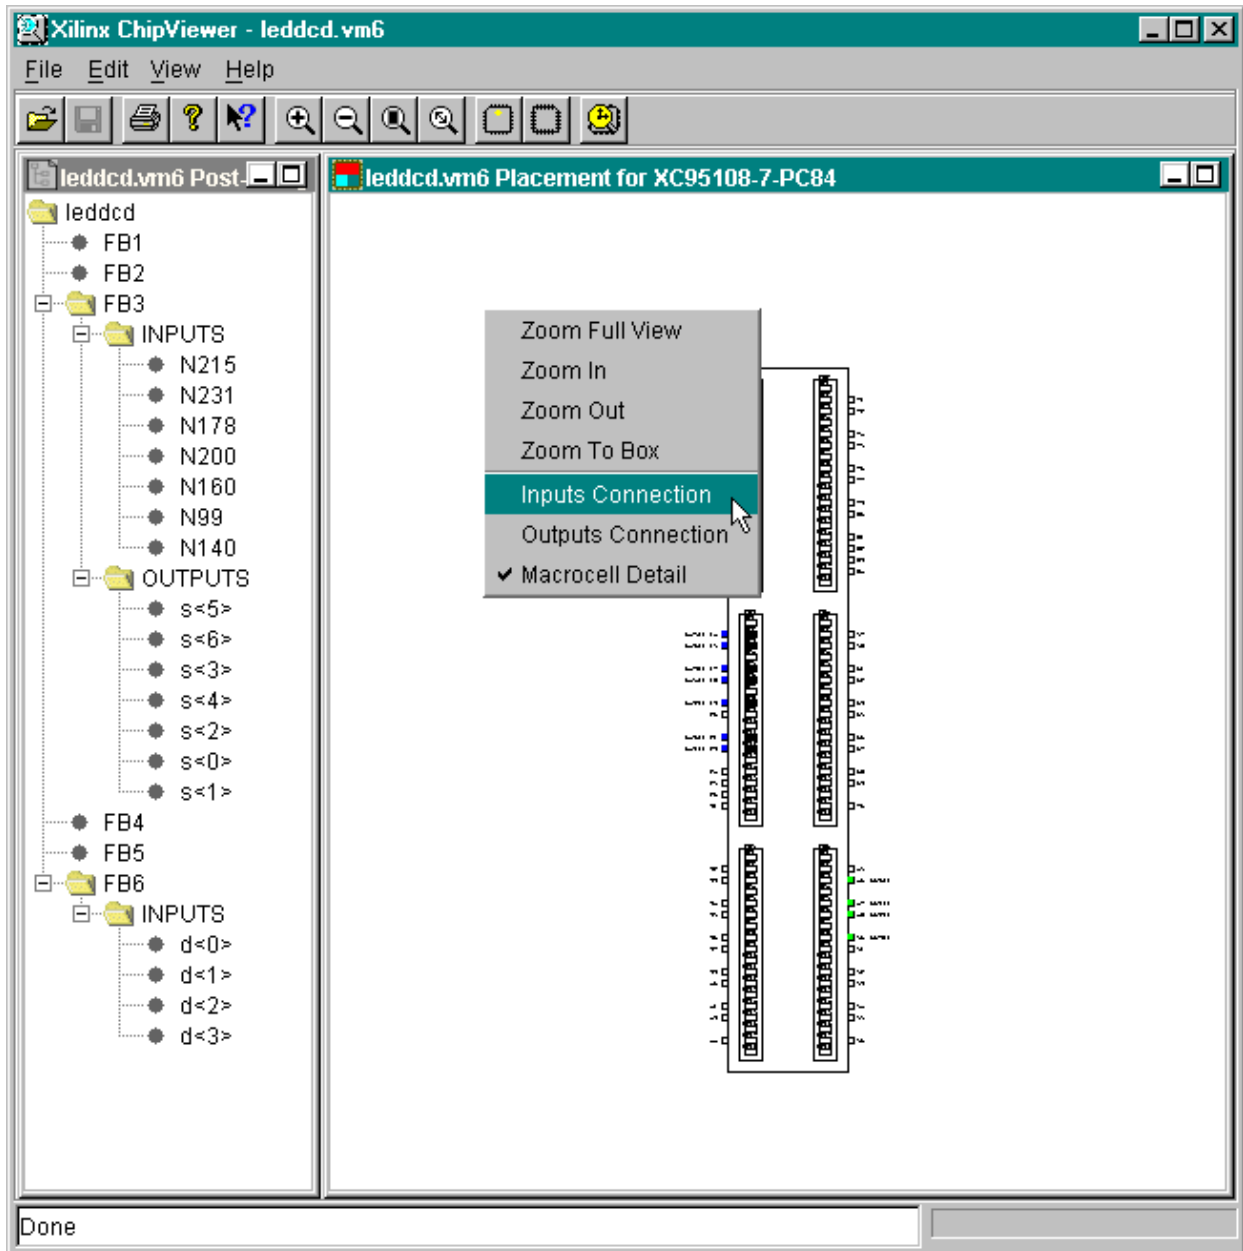 Xilinx ChipViewer - leddcd.vm6
File Edit View Help
leddcd.vm6 Post-
leddcd
FB1
FB2
FB3
INPUTS
N215
N231
N178
N200
N160
N99
N140
OUTPUTS
s<5>
s<6>
s<3>
s<4>
s<2>
s<0>
s<1>
FB4
FB5
FB6
INPUTS
d<0>
d<1>
d<2>
d<3>
leddcd.vm6 Placement for XC95108-7-PC84
Zoom Full View
Zoom In
Zoom Out
Zoom To Box
Inputs Connection
Outputs Connection
Macrocell Detail
Done